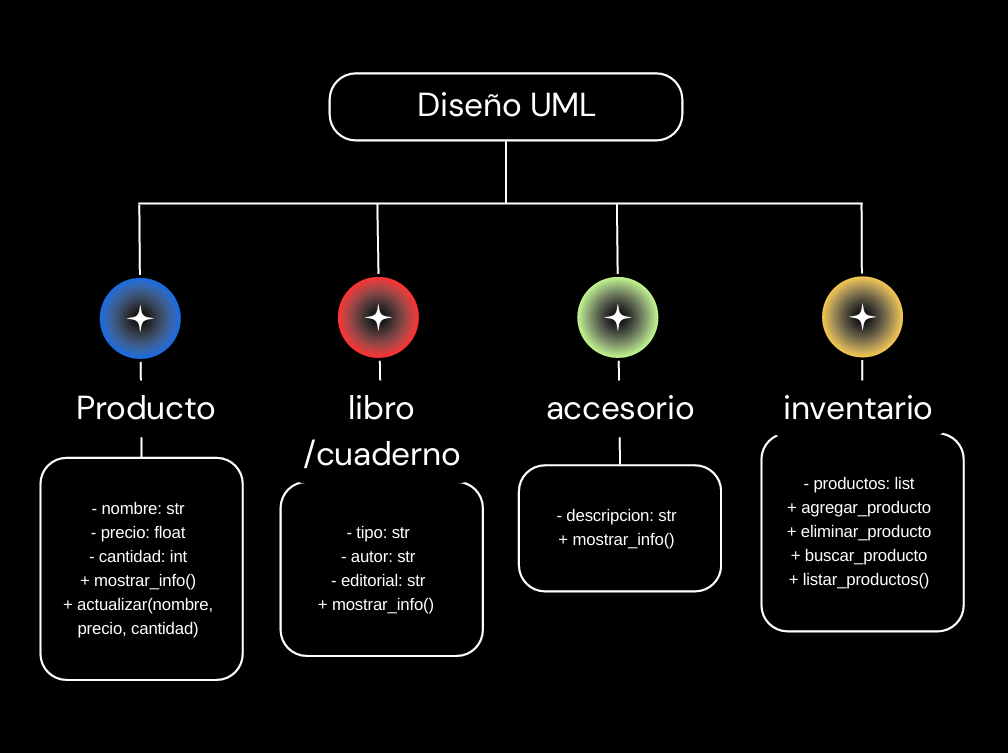 Diseño UML
Producto
- nombre: str
- precio: float
- cantidad: int
+ mostrar_info()
+ actualizar(nombre,
precio, cantidad)
libro
/cuaderno
- tipo: str
- autor: str
- editorial: str
+ mostrar_info()
accesorio
- descripcion: str
+ mostrar_info()
inventario
- productos: list
+ agregar_producto
+ eliminar_producto
+ buscar_producto
+ listar_productos()